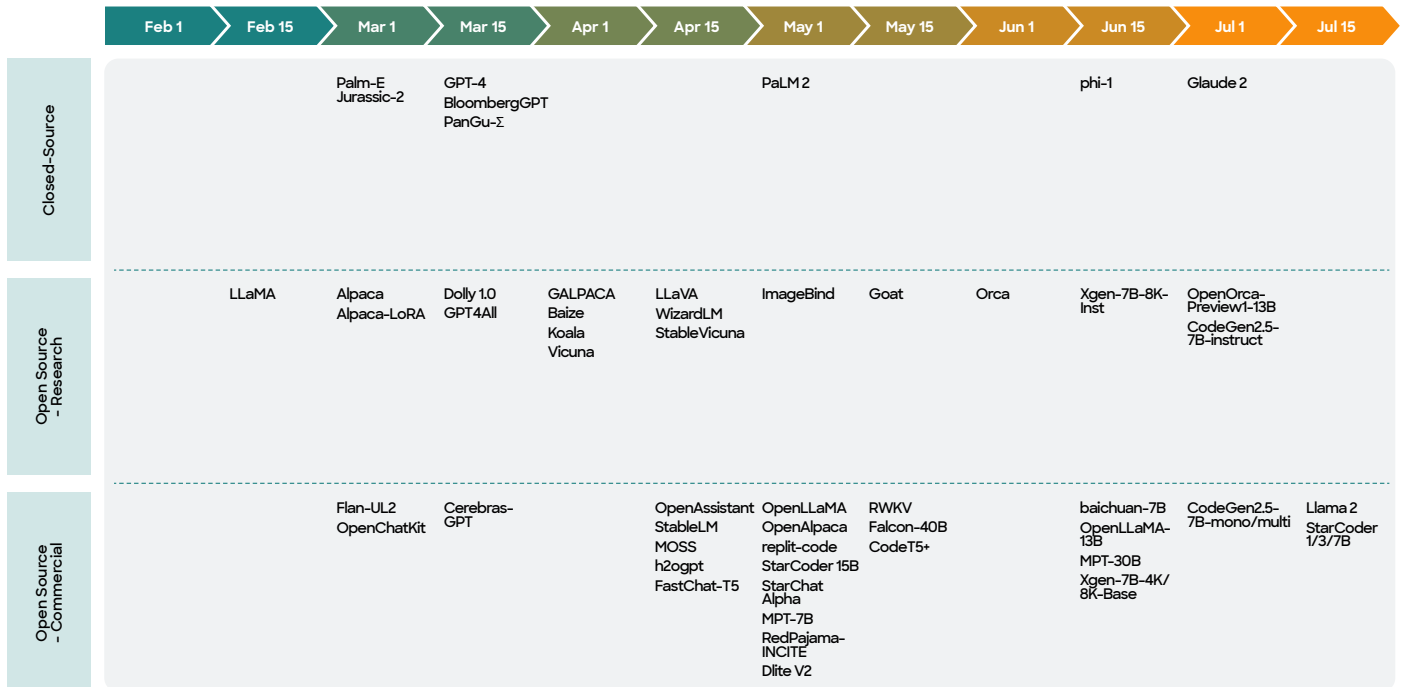 Feb 1
Feb 15
Mar 1
Mar 15
Apr 1
Apr 15
May 1
May 15
Jun 1
Jun 15
Jul 1
Jul 15
Closed-Source
Palm-E
Jurassic-2
GPT-4
BloombergGPT
PanGu-Σ
PaLM 2
phi-1
Glaude 2
Open Source
- Research
LLaMA
Alpaca
Alpaca-LoRA
Dolly 1.0
GPT4All
GALPACA
Baize
Koala
Vicuna
LLaVA
WizardLM
StableVicuna
ImageBind
Goat
Orca
Xgen-7B-8K-
Inst
OpenOrca-
Preview1-13B
CodeGen2.5-
7B-instruct
Open Source
- Commercial
Flan-UL2
OpenChatKit
Cerebras-
GPT
OpenAssistant
StableLM
MOSS
h2ogpt
FastChat-T5
OpenLLaMA
OpenAlpaca
replit-code
StarCoder 15B
StarChat
Alpha
MPT-7B
RedPajama-
INCITE
Dlite V2
RWKV
Falcon-40B
CodeT5+
baichuan-7B
OpenLLaMA-
13B
MPT-30B
Xgen-7B-4K/
8K-Base
CodeGen2.5-
7B-mono/multi
Llama 2
StarCoder
1/3/7B